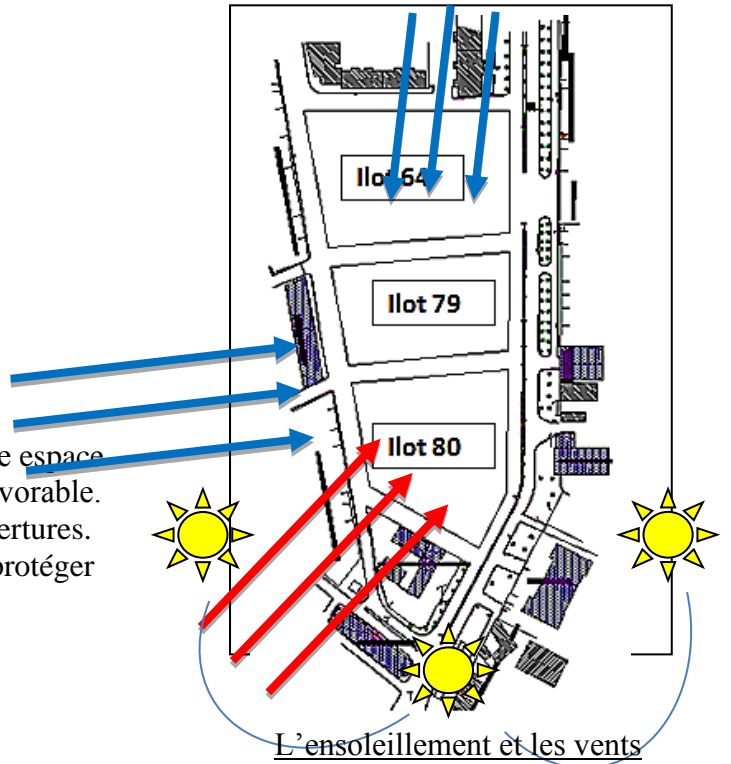 Ilot 64
Ilot 79
Ilot 80
e espace
vorable.
ertures.
protéger
L’ensoleillement et les vents